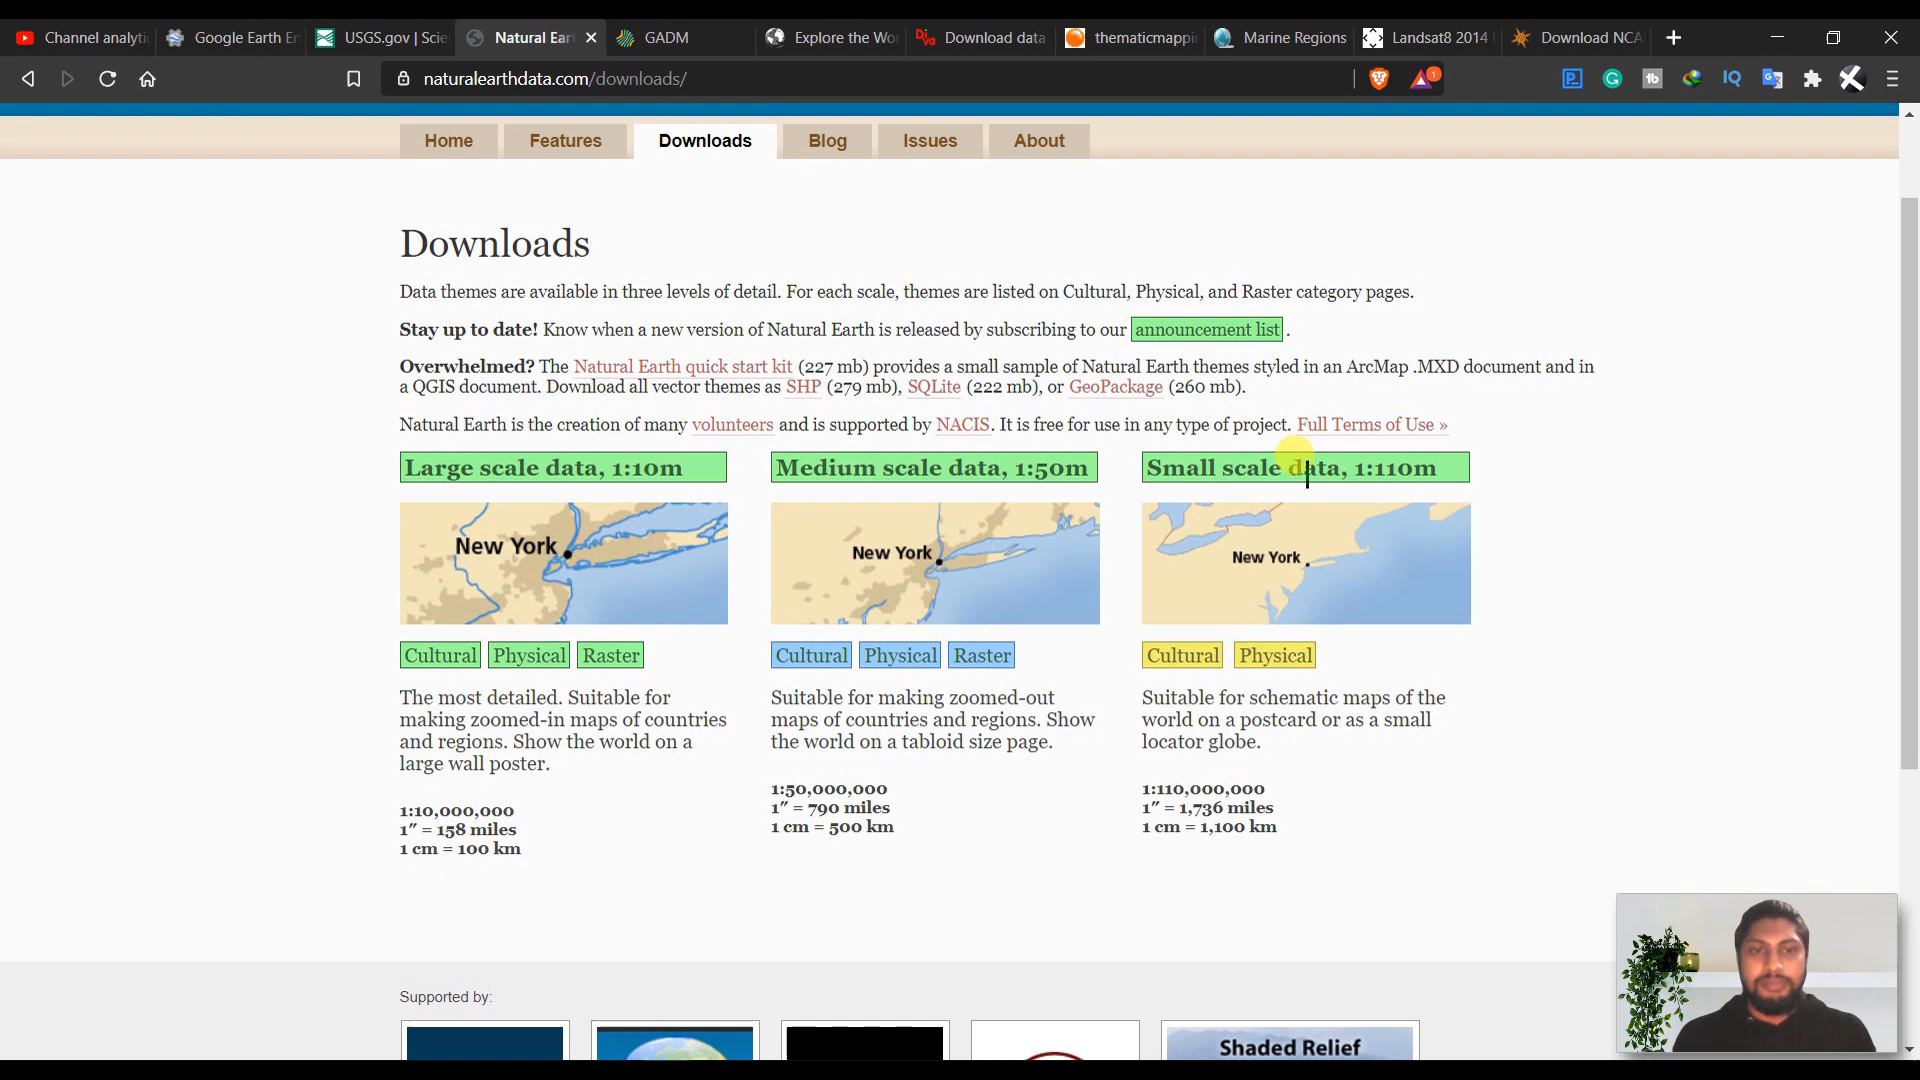 Channel analytic
Google Earth En
USGS.gov | Scie
Natural Ear
GADM
Explore the Wo
Download data
thematicmappi
Marine Regions
Landsat8 2014
Download NCA
naturalearthdata.com/downloads/
1
IQ
Home
Features
Downloads
Blog
Issues
About
Downloads
Data themes are available in three levels of detail. For each scale, themes are listed on Cultural, Physical, and Raster category pages.
Stay up to date! Know when a new version of Natural Earth is released by subscribing to our announcement list .
Overwhelmed? The Natural Earth quick start kit (227 mb) provides a small sample of Natural Earth themes styled in an ArcMap .MXD document and in
a QGIS document. Download all vector themes as SHP (279 mb), SQLite (222 mb), or GeoPackage (260 mb).
Natural Earth is the creation of many volunteers and is supported by NACIS. It is free for use in any type of project. Full Terms of Use »
Large scale data, 1:10m
New York
Cultural Physical Raster
The most detailed. Suitable for
making zoomed-in maps of countries
and regions. Show the world on a
large wall poster.
1:10,000,000
1″ = 158 miles
1 cm = 100 km
Medium scale data, 1:50m
New York
Cultural Physical Raster
Suitable for making zoomed-out
maps of countries and regions. Show
the world on a tabloid size page.
1:50,000,000
1″ = 790 miles
1 cm = 500 km
Small scale data, 1:110m
New York
Cultural Physical
Suitable for schematic maps of the
world on a postcard or as a small
locator globe.
1:110,000,000
1″ = 1,736 miles
1 cm = 1,100 km
Supported by:
Shaded Relief